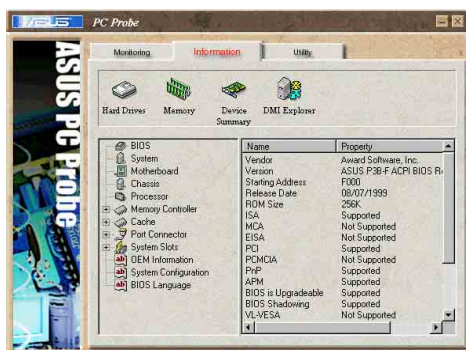 ASUS PC Probe
ASUS PC Probe
Monitoring Information Utility
Hard Drives Memory Device Summary DMI Explorer
BIOS
System
Motherboard
Chassis
Processor
Memory Controller
Cache
Port Connector
System Slots
OEM Information
System Configuration
BIOS Language
Name Property
Vendor Award Software, Inc.
Version ASUS P3B-F ACPI BIOS R
Starting Address F000
Release Date 08/07/1999
ROM Size 256K
ISA Supported
MCA Not Supported
EISA Not Supported
PCI Supported
PCMCIA Not Supported
PnP Supported
APM Supported
BIOS is Upgradeable Supported
BIOS Shadowing Supported
VL-VESA Not Supported